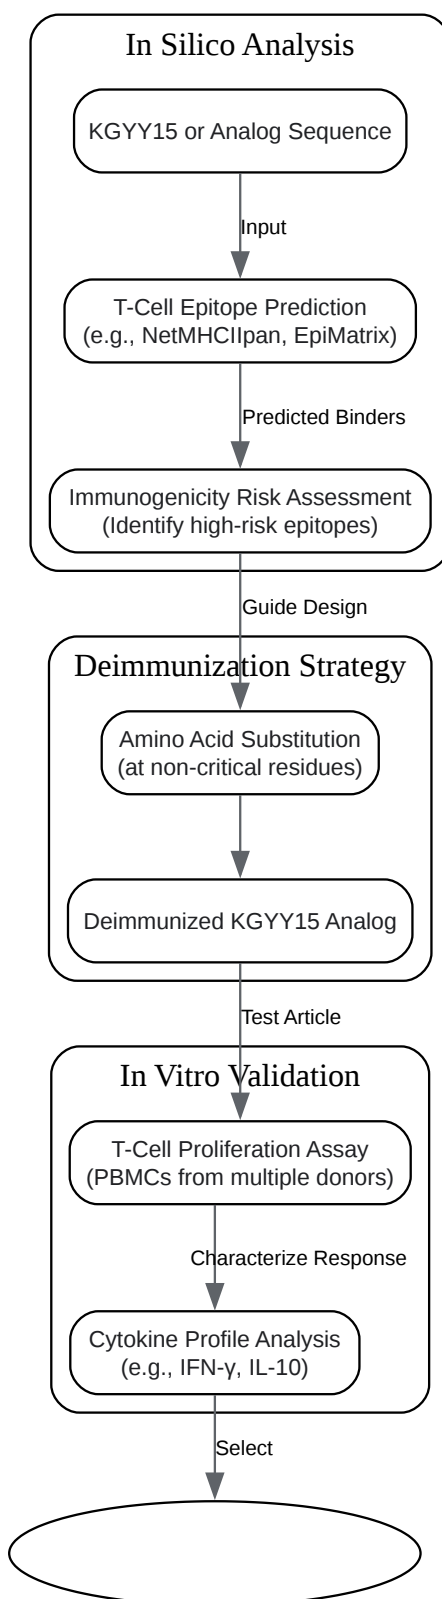 In Silico Analysis
KGYY15 or Analog Sequence
Input
T-Cell Epitope Prediction
(e.g., NetMHCIIpan, EpiMatrix)
Predicted Binders
Immunogenicity Risk Assessment
(Identify high-risk epitopes)
Guide Design
Deimmunization Strategy
Amino Acid Substitution
(at non-critical residues)
Deimmunized KGYY15 Analog
Test Article
In Vitro Validation
T-Cell Proliferation Assay
(PBMCs from multiple donors)
Characterize Response
Cytokine Profile Analysis
(e.g., IFN-γ, IL-10)
Select